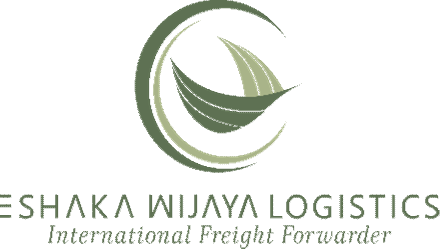 ESHAKA WIJAYA LOGISTICS
International Freight Forwarder